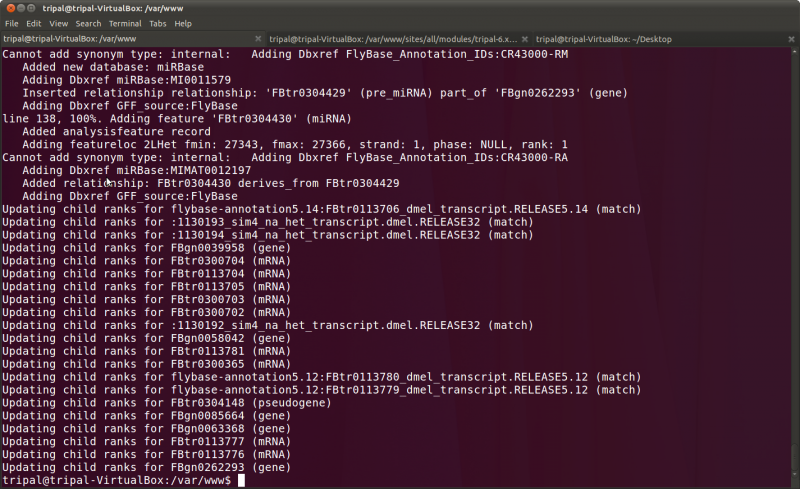 tripal@tripal-VirtualBox: /var/www
File Edit View Search Terminal Tabs Help
tripal@tripal-VirtualBox: /var/www tripal@tripal-VirtualBox: /var/www/sites/all/modules/tripal-6.x... tripal@tripal-VirtualBox: ~/Desktop
Cannot add synonym type: internal:   Adding Dbxref FlyBase_Annotation_IDs:CR43000-RM
   Added new database: miRBase
   Adding Dbxref miRBase:MI0011579
   Inserted relationship relationship: 'FBtr0304429' (pre_miRNA) part_of 'FBgn0262293' (gene)
   Adding Dbxref GFF_source:FlyBase
line 138, 100%. Adding feature 'FBtr0304430' (miRNA)
   Added analysisfeature record
   Adding featureloc 2LHet fmin: 27343, fmax: 27366, strand: 1, phase: NULL, rank: 1
Cannot add synonym type: internal:   Adding Dbxref FlyBase_Annotation_IDs:CR43000-RA
   Adding Dbxref miRBase:MIMAT0012197
   Added relationship: FBtr0304430 derives_from FBtr0304429
   Adding Dbxref GFF_source:FlyBase
Updating child ranks for flybase-annotation5.14:FBtr0113706_dmel_transcript.RELEASE5.14 (match)
Updating child ranks for :1130193_sim4_na_het_transcript.dmel.RELEASE32 (match)
Updating child ranks for :1130194_sim4_na_het_transcript.dmel.RELEASE32 (match)
Updating child ranks for FBgn0039958 (gene)
Updating child ranks for FBtr0300704 (mRNA)
Updating child ranks for FBtr0113704 (mRNA)
Updating child ranks for FBtr0113705 (mRNA)
Updating child ranks for FBtr0300703 (mRNA)
Updating child ranks for FBtr0300702 (mRNA)
Updating child ranks for :1130192_sim4_na_het_transcript.dmel.RELEASE32 (match)
Updating child ranks for FBgn0058042 (gene)
Updating child ranks for FBtr0113781 (mRNA)
Updating child ranks for FBtr0300365 (mRNA)
Updating child ranks for flybase-annotation5.12:FBtr0113780_dmel_transcript.RELEASE5.12 (match)
Updating child ranks for flybase-annotation5.12:FBtr0113779_dmel_transcript.RELEASE5.12 (match)
Updating child ranks for FBtr0304148 (pseudogene)
Updating child ranks for FBgn0085664 (gene)
Updating child ranks for FBgn0063368 (gene)
Updating child ranks for FBtr0113777 (mRNA)
Updating child ranks for FBtr0113776 (mRNA)
Updating child ranks for FBgn0262293 (gene)
tripal@tripal-VirtualBox:/var/www$